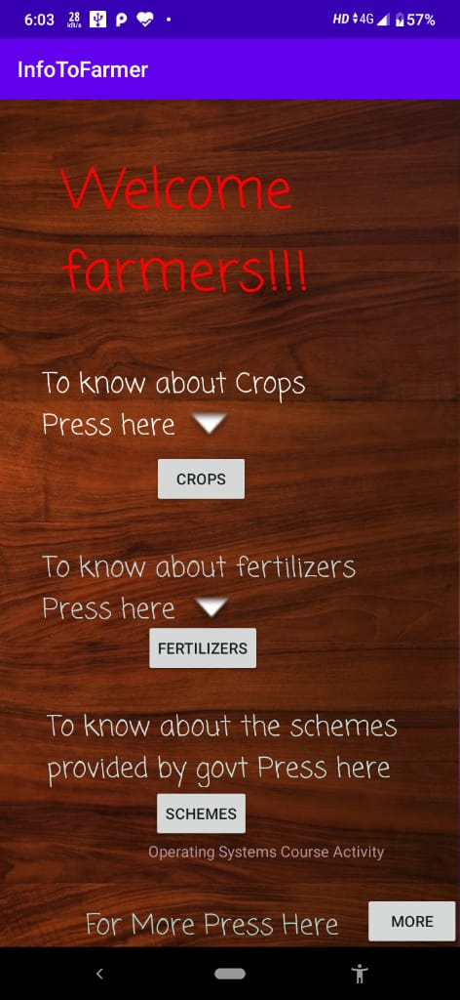 6:03 28 kB/s HD 4G 57%
InfoToFarmer
Welcome
farmers!!!
To know about Crops
Press here
CROPS
To know about fertilizers
Press here
FERTILIZERS
To know about the schemes
provided by govt Press here
SCHEMES
Operating Systems Course Activity
For More Press Here MORE